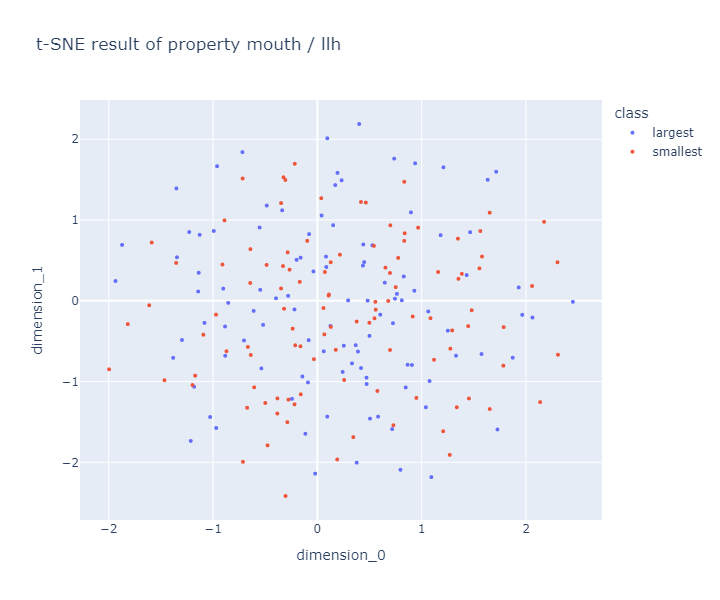 t-SNE result of property mouth / llh
class
largest
smallest
2
1
0
−1
−2
dimension_1
−2
−1
0
1
2
dimension_0